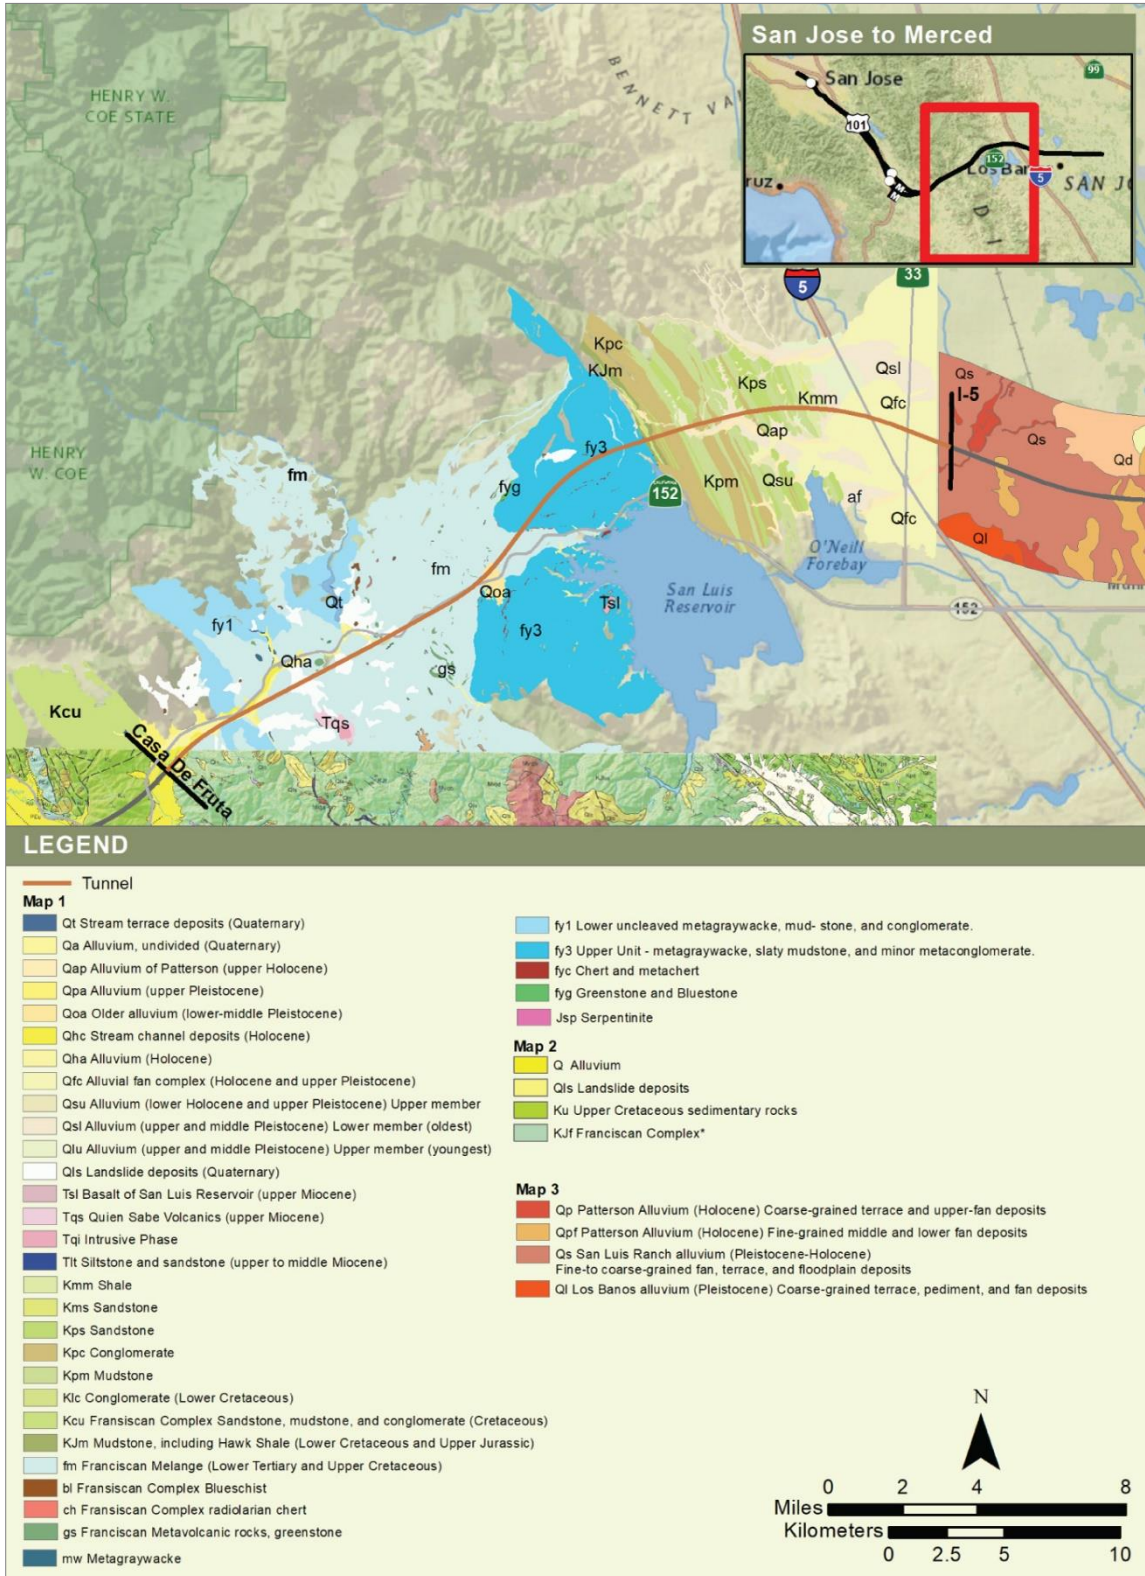 San Jose to Merced
San Jose
99
101
ruz
152
Los Ban
5
SAN JO
D I
HENRY W.
COE STATE
BENNETT VA
5
33
HENRY
W. COE
Kpc
KJm
Kps
Kmm
Qsl
Qfc
Qs
I-5
Qs
Qap
Qd
fm
fy3
fyg
152
Kpm
Qsu
af
Qfc
Ql
O'Neill
Forebay
fm
Qoa
San Luis
Reservoir
Tsl
152
Qt
fy1
fy3
Qha
gs
Kcu
Tqs
Casa De Fruta
LEGEND
Tunnel
Map 1
Qt Stream terrace deposits (Quaternary)
Qa Alluvium, undivided (Quaternary)
Qap Alluvium of Patterson (upper Holocene)
Qpa Alluvium (upper Pleistocene)
Qoa Older alluvium (lower-middle Pleistocene)
Qhc Stream channel deposits (Holocene)
Qha Alluvium (Holocene)
Qfc Alluvial fan complex (Holocene and upper Pleistocene)
Qsu Alluvium (lower Holocene and upper Pleistocene) Upper member
Qsl Alluvium (upper and middle Pleistocene) Lower member (oldest)
Qlu Alluvium (upper and middle Pleistocene) Upper member (youngest)
Qls Landslide deposits (Quaternary)
Tsl Basalt of San Luis Reservoir (upper Miocene)
Tqs Quien Sabe Volcanics (upper Miocene)
Tqi Intrusive Phase
Tlt Siltstone and sandstone (upper to middle Miocene)
Kmm Shale
Kms Sandstone
Kps Sandstone
Kpc Conglomerate
Kpm Mudstone
Klc Conglomerate (Lower Cretaceous)
Kcu Fransiscan Complex Sandstone, mudstone, and conglomerate (Cretaceous)
KJm Mudstone, including Hawk Shale (Lower Cretaceous and Upper Jurassic)
fm Franciscan Melange (Lower Tertiary and Upper Cretaceous)
bl Fransiscan Complex Blueschist
ch Fransiscan Complex radiolarian chert
gs Franciscan Metavolcanic rocks, greenstone
mw Metagraywacke
fy1 Lower uncleaved metagraywacke, mud- stone, and conglomerate.
fy3 Upper Unit - metagraywacke, slaty mudstone, and minor metaconglomerate.
fyc Chert and metachert
fyg Greenstone and Bluestone
Jsp Serpentinite
Map 2
Q Alluvium
Qls Landslide deposits
Ku Upper Cretaceous sedimentary rocks
KJf Franciscan Complex*
Map 3
Qp Patterson Alluvium (Holocene) Coarse-grained terrace and upper-fan deposits
Qpf Patterson Alluvium (Holocene) Fine-grained middle and lower fan deposits
Qs San Luis Ranch alluvium (Pleistocene-Holocene)
Fine-to coarse-grained fan, terrace, and floodplain deposits
Ql Los Banos alluvium (Pleistocene) Coarse-grained terrace, pediment, and fan deposits
N
0 2 4 8
Miles
Kilometers
0 2.5 5 10